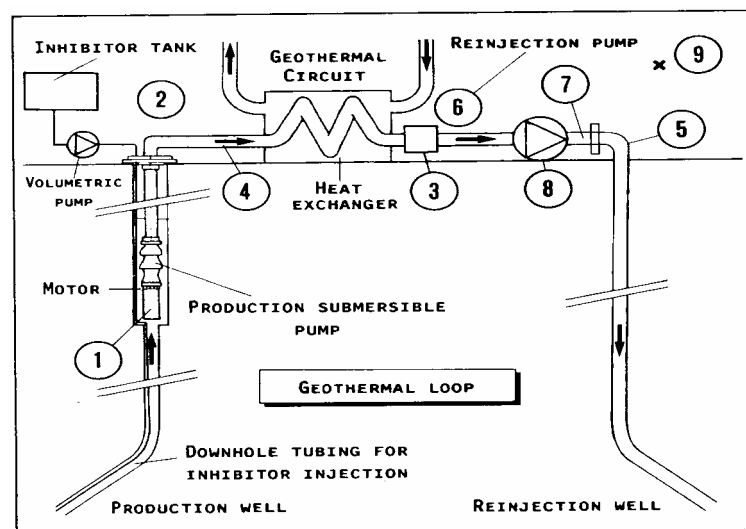 INHIBITOR TANK
GEOTHERMAL
CIRCUIT
REINJECTION PUMP
9
2
7
6
5
VOLUMETRIC
PUMP
4
HEAT
EXCHANGER
3
8
MOTOR
PRODUCTION SUBMERSIBLE
PUMP
1
GEOTHERMAL LOOP
DOWNHOLE TUBING FOR
INHIBITOR INJECTION
PRODUCTION WELL
REINJECTION WELL